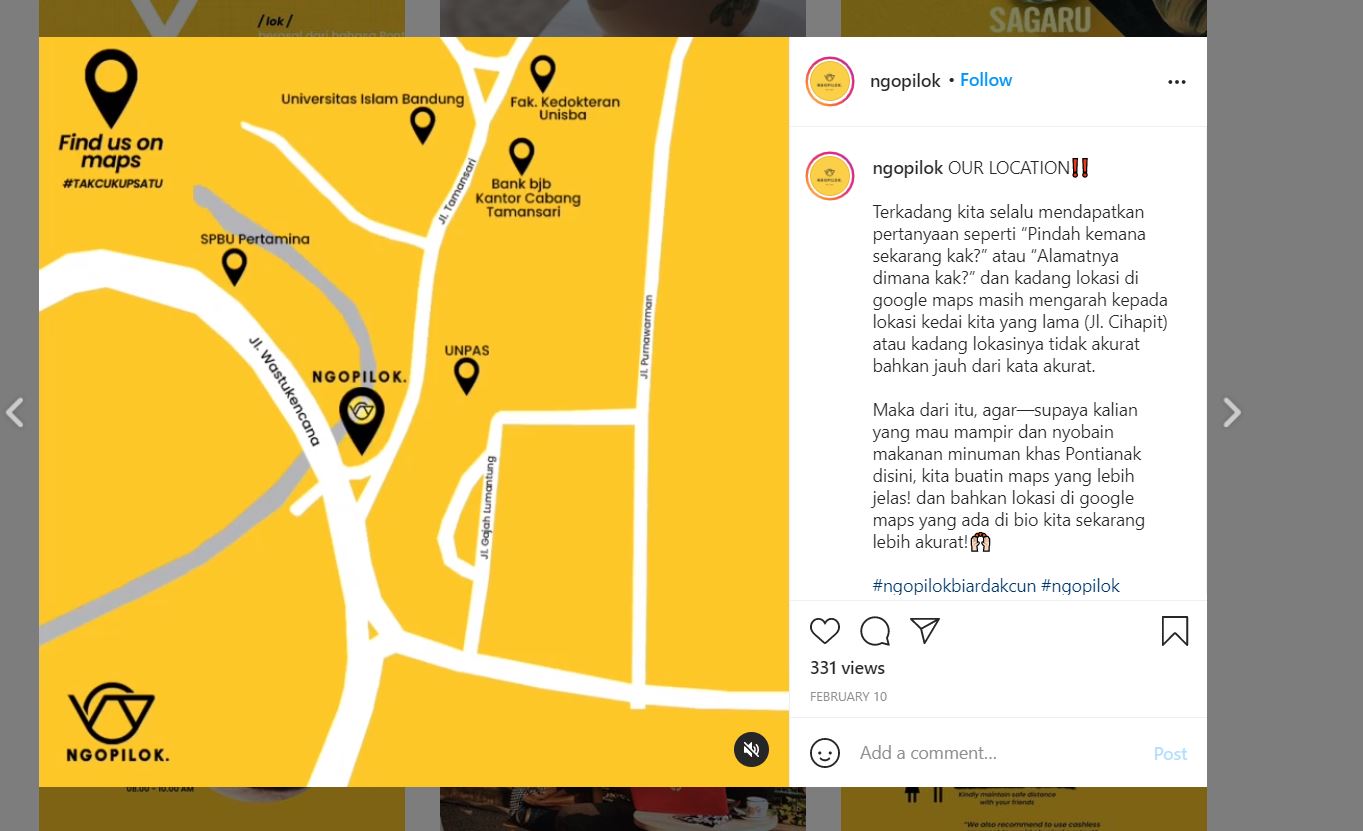 / lok /
SAGARU
Find us on
maps
#TAKCUKUPSATU
Universitas Islam Bandung
Fak. Kedokteran
Unisba
Bank bjb
Kantor Cabang
Tamansari
Jl. Tamansari
SPBU Pertamina
Jl. Wastukencana
NGOPILOK.
UNPAS
Jl. Purnawarman
Jl. Gajah Lumantung
NGOPILOK.
ngopilok • Follow
ngopilok OUR LOCATION‼️
Terkadang kita selalu mendapatkan
pertanyaan seperti “Pindah kemana
sekarang kak?” atau “Alamatnya
dimana kak?” dan kadang lokasi di
google maps masih mengarah kepada
lokasi kedai kita yang lama (Jl. Cihapit)
atau kadang lokasinya tidak akurat
bahkan jauh dari kata akurat.
Maka dari itu, agar—supaya kalian
yang mau mampir dan nyobain
makanan minuman khas Pontianak
disini, kita buatin maps yang lebih
jelas! dan bahkan lokasi di google
maps yang ada di bio kita sekarang
lebih akurat!
#ngopilokbiardakcun #ngopilok
331 views
FEBRUARY 10
Add a comment...
Post
08.00 - 10.00 AM
Kindly maintain safe distance
with your friends
"We also recommend to use cashless